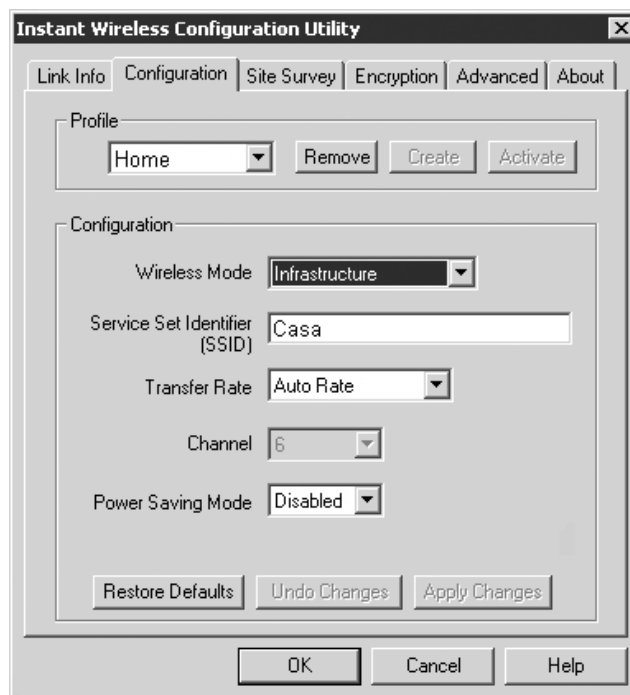 Instant Wireless Configuration Utility
Link Info Configuration Site Survey Encryption Advanced About
Profile
Home Remove Create Activate
Configuration
Wireless Mode Infrastructure
Service Set Identifier (SSID) Casa
Transfer Rate Auto Rate
Channel 6
Power Saving Mode Disabled
Restore Defaults Undo Changes Apply Changes
OK Cancel Help